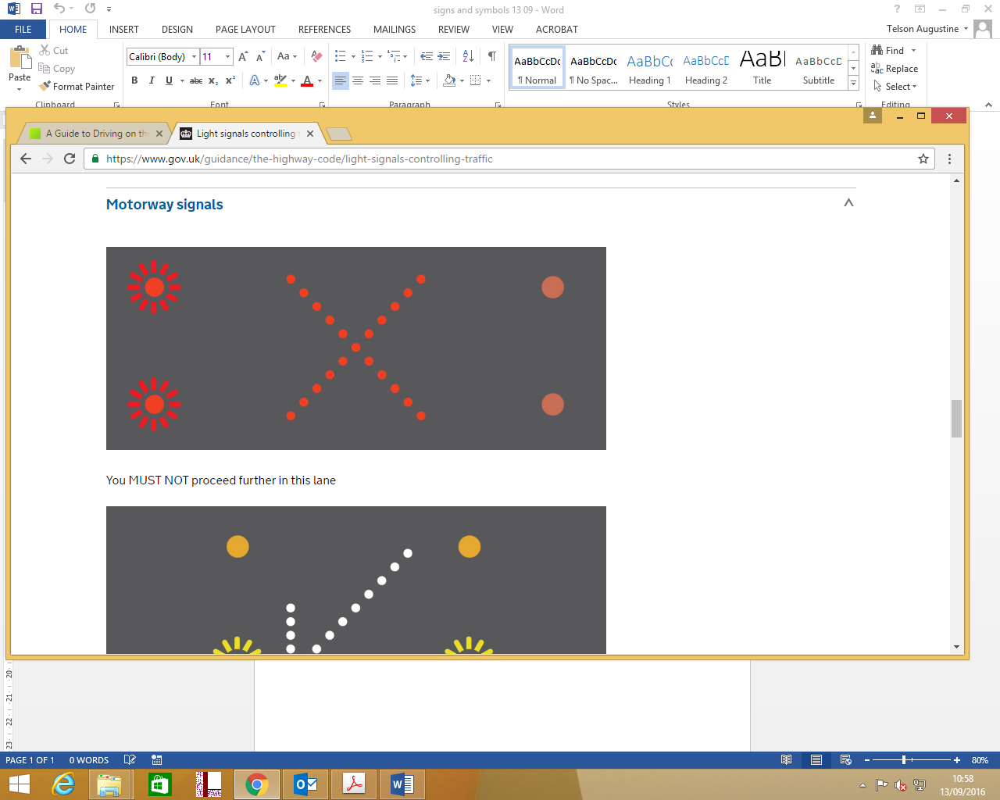 signs and symbols 13 09 - Word
FILE HOME INSERT DESIGN PAGE LAYOUT REFERENCES MAILINGS REVIEW VIEW ACROBAT Telson Augustine
Paste
Cut
Copy
Format Painter
Calibri (Body) 11
AaBbCcDc AaBbCcDc AaBbCc AaBbCcD AaBl AaBbCcD
¶ Normal ¶ No Spac... Heading 1 Heading 2 Title Subtitle
Find
Replace
Select
Clipboard Font Paragraph Styles Editing
A Guide to Driving on the Light signals controlling
https://www.gov.uk/guidance/the-highway-code/light-signals-controlling-traffic
Motorway signals
You MUST NOT proceed further in this lane
20
21
22
23
PAGE 1 OF 1 0 WORDS 80%
10:58
13/09/2016